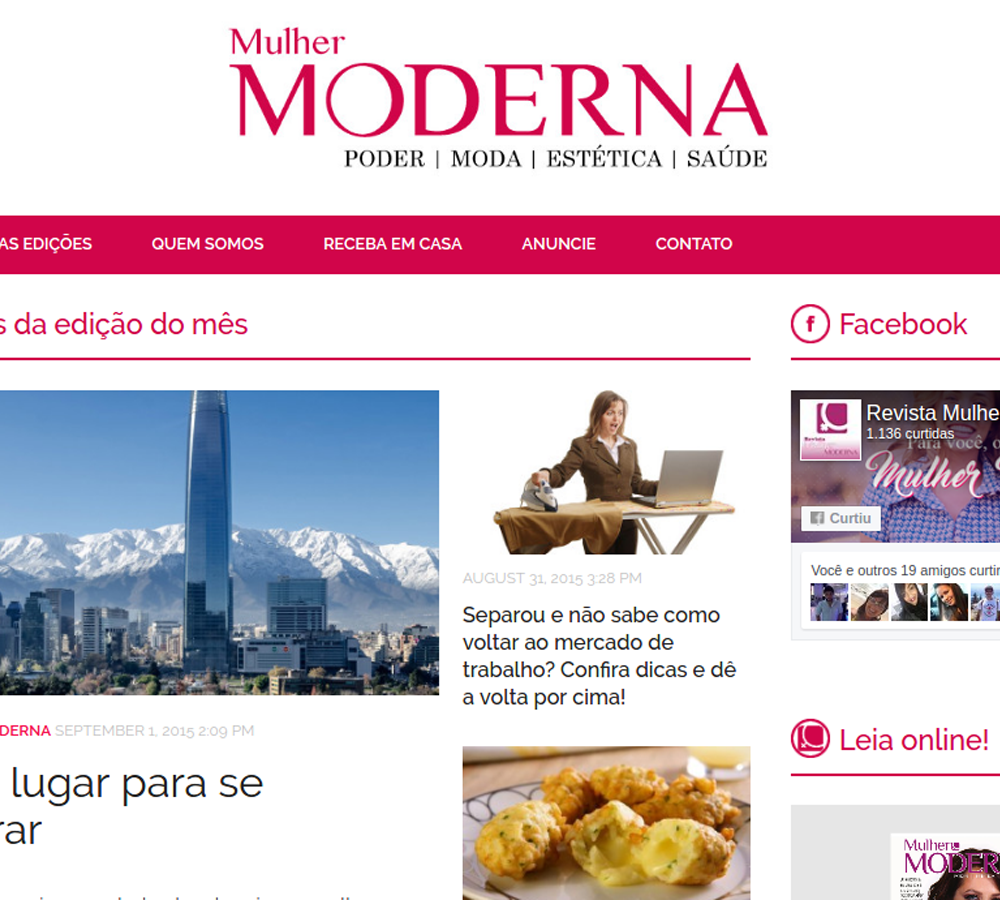 Mulher
MODERNA
PODER | MODA | ESTÉTICA | SAÚDE
AS EDIÇÕES QUEM SOMOS RECEBA EM CASA ANUNCIE CONTATO
s da edição do mês
Facebook
Revista Mulhe
1.136 curtidas
Para você, o
Mulher
Curtiu
Você e outros 19 amigos curtir
AUGUST 31, 2015 3:28 PM
Separou e não sabe como
voltar ao mercado de
trabalho? Confira dicas e dê
a volta por cima!
DERNA SEPTEMBER 1, 2015 2:09 PM
lugar para se
rar
Leia online!
Mulher
MODER